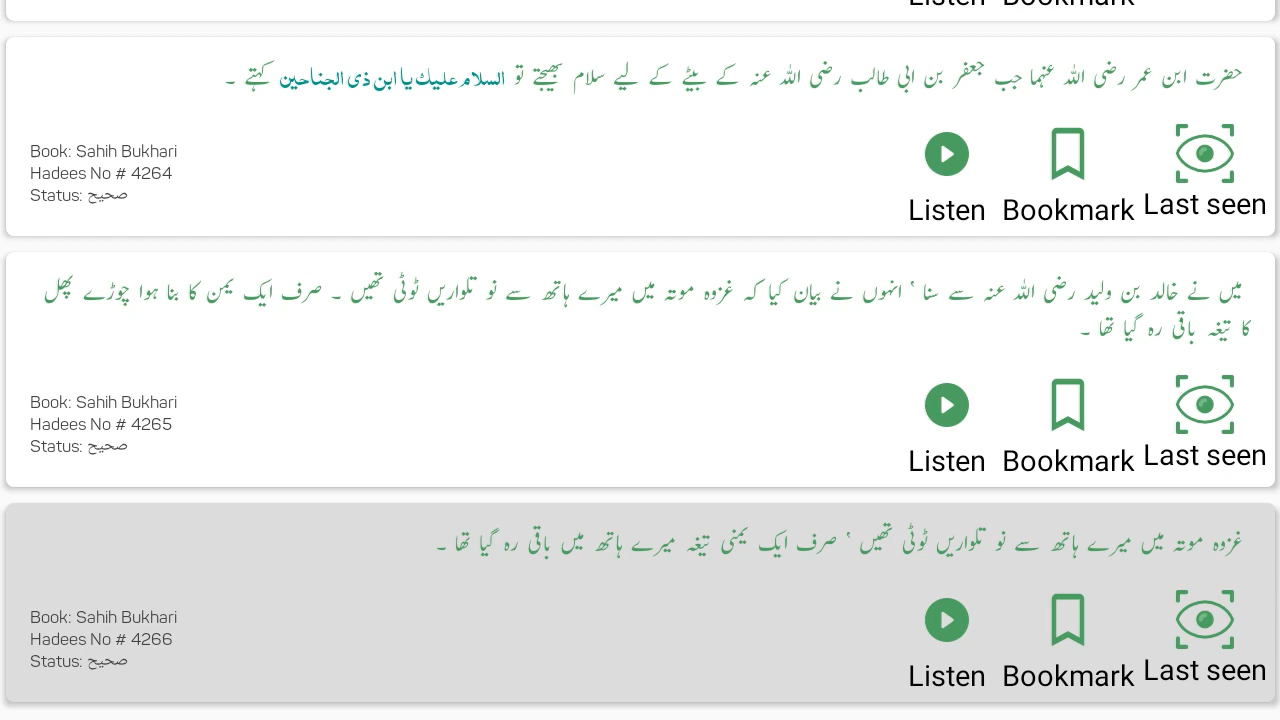 Listen Bookmark
حضرت ابن عمر رضی اللہ عنہما جب جعفر بن ابی طالب رضی اللہ عنہ کے بیٹے کے لیے سلام بھیجتے تو السلام عليك يا ابن ذى الجناحين کہتے ۔
Book: Sahih Bukhari
Hadees No # 4264
Status: صحیح
Listen Bookmark Last seen
میں نے خالد بن ولید رضی اللہ عنہ سے سنا ‘ انہوں نے بیان کیا کہ غزوہ موتہ میں میرے ہاتھ سے نو تلواریں ٹوٹی تھیں ۔ صرف ایک یمن کا بنا ہوا چوڑے پھل
کا تیغہ باقی رہ گیا تھا ۔
Book: Sahih Bukhari
Hadees No # 4265
Status: صحیح
Listen Bookmark Last seen
غزوہ موتہ میں میرے ہاتھ سے نو تلواریں ٹوٹی تھیں ‘ صرف ایک یمنی تیغہ میرے ہاتھ میں باقی رہ گیا تھا ۔
Book: Sahih Bukhari
Hadees No # 4266
Status: صحیح
Listen Bookmark Last seen